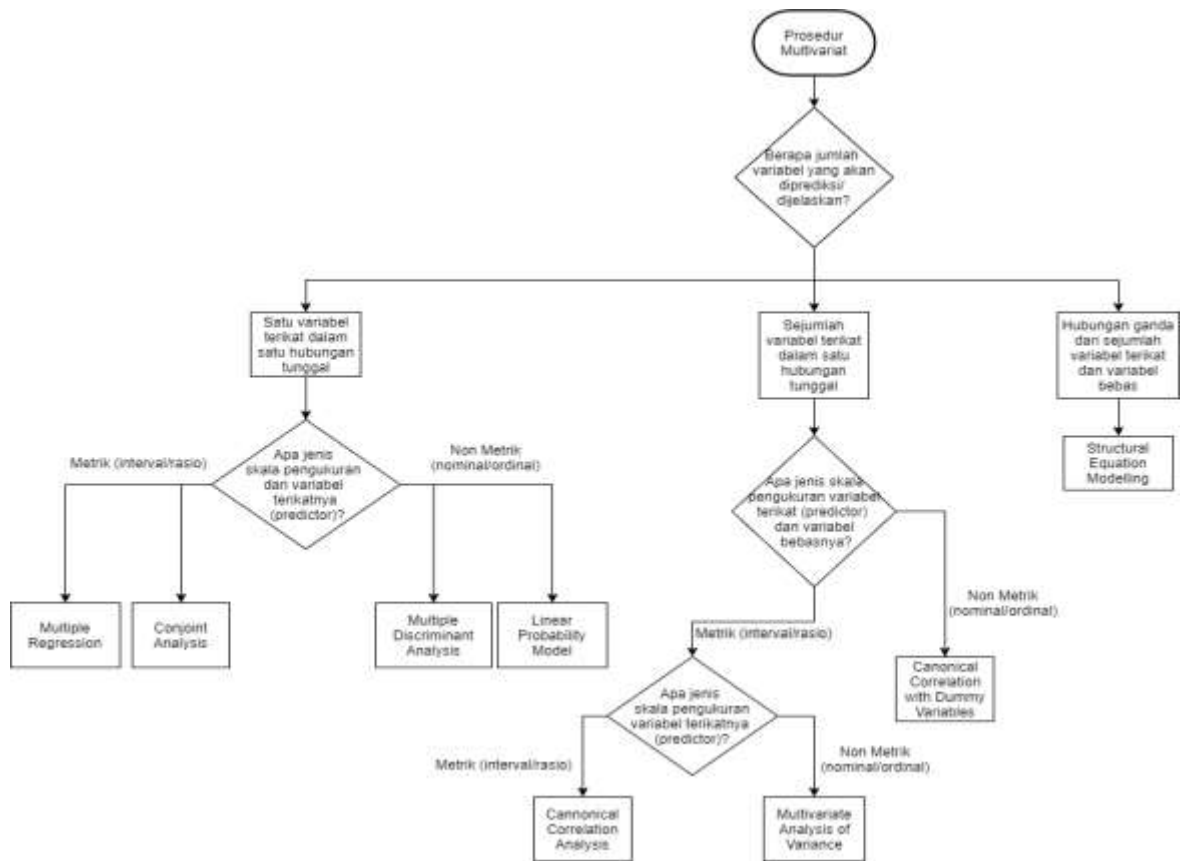 Prosedur
Multivariat
Berapa jumlah
variabel yang akan
diprediksi/
dijelaskan?
Satu variabel
terikat dalam
satu hubungan
tunggal
Sejumlah
variabel terikat
dalam satu
hubungan
tunggal
Hubungan ganda
dari sejumlah
variabel terikat
dan variabel
bebas
Metrik (interval/rasio)
Apa jenis
skala pengukuran
dari variabel
terikatnya
(predictor)?
Non Metrik
(nominal/ordinal)
Apa jenis skala
pengukuran variabel
terikat (predictor)
dan variabel
bebasnya?
Structural
Equation
Modelling
Multiple
Regression
Conjoint
Analysis
Multiple
Discriminant
Analysis
Linear
Probability
Model
Metrik (interval/rasio)
Non Metrik
(nominal/ordinal)
Canonical
Correlation
with Dummy
Variables
Apa jenis
skala pengukuran
variabel terikatnya
(predictor)?
Metrik (interval/rasio)
Non Metrik
(nominal/ordinal)
Cannonical
Correlation
Analysis
Multivariate
Analysis of
Variance